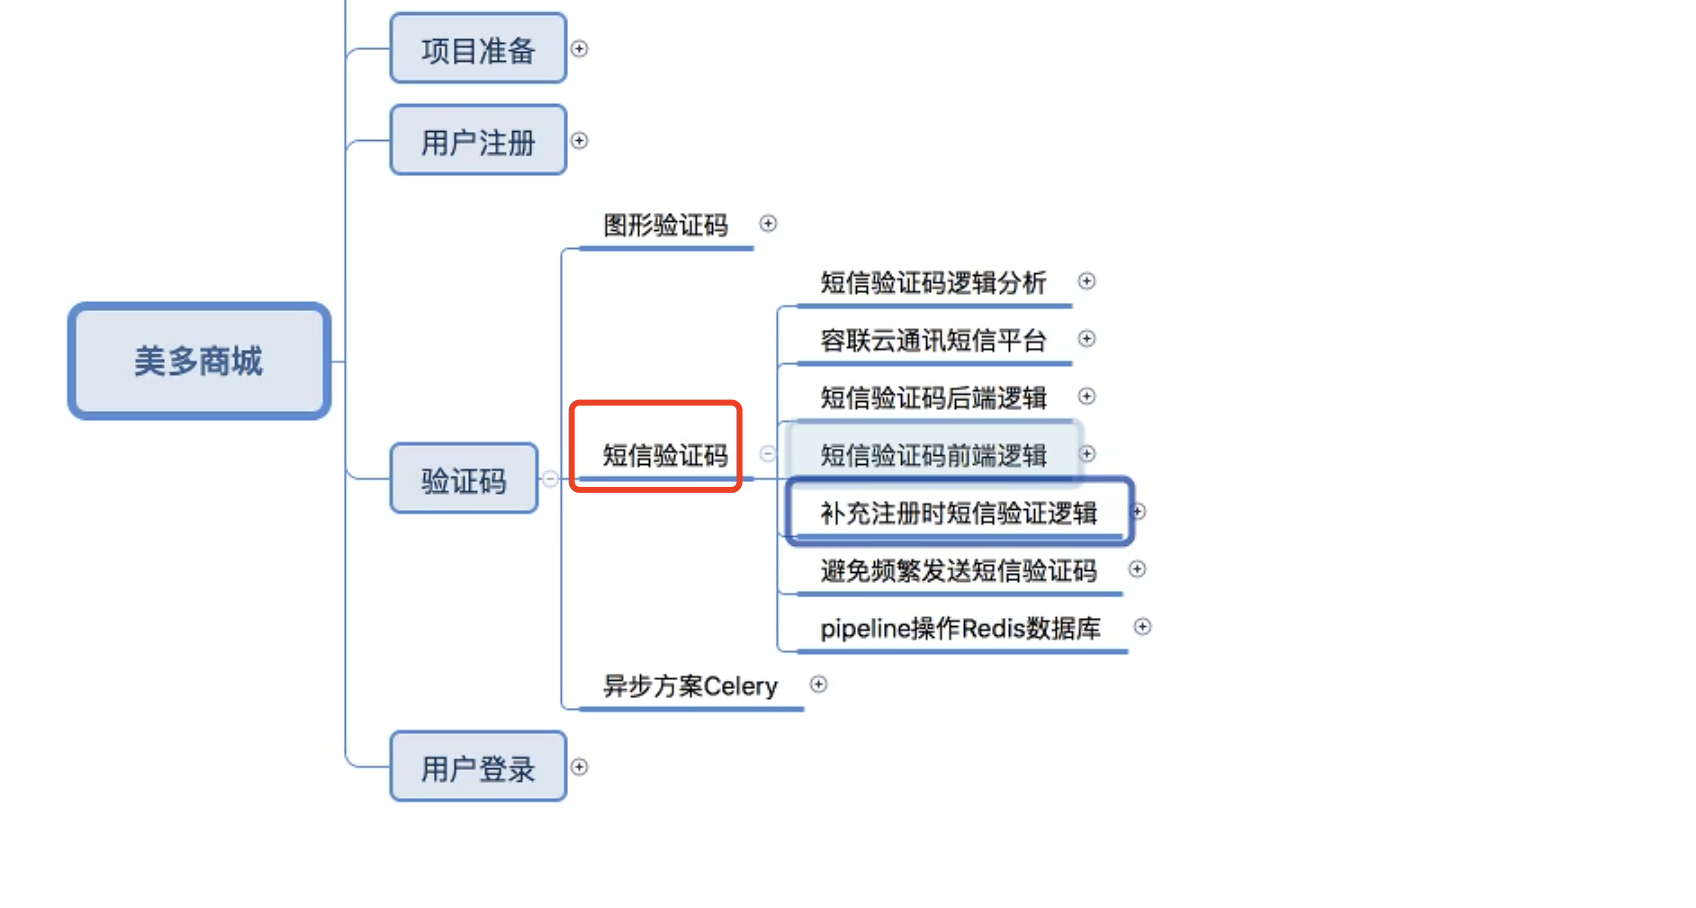 项目准备
用户注册
图形验证码
短信验证码逻辑分析
容联云通讯短信平台
短信验证码后端逻辑
美多商城
短信验证码
短信验证码前端逻辑
验证码
补充注册时短信验证逻辑
避免频繁发送短信验证码
pipeline操作Redis数据库
异步方案Celery
用户登录